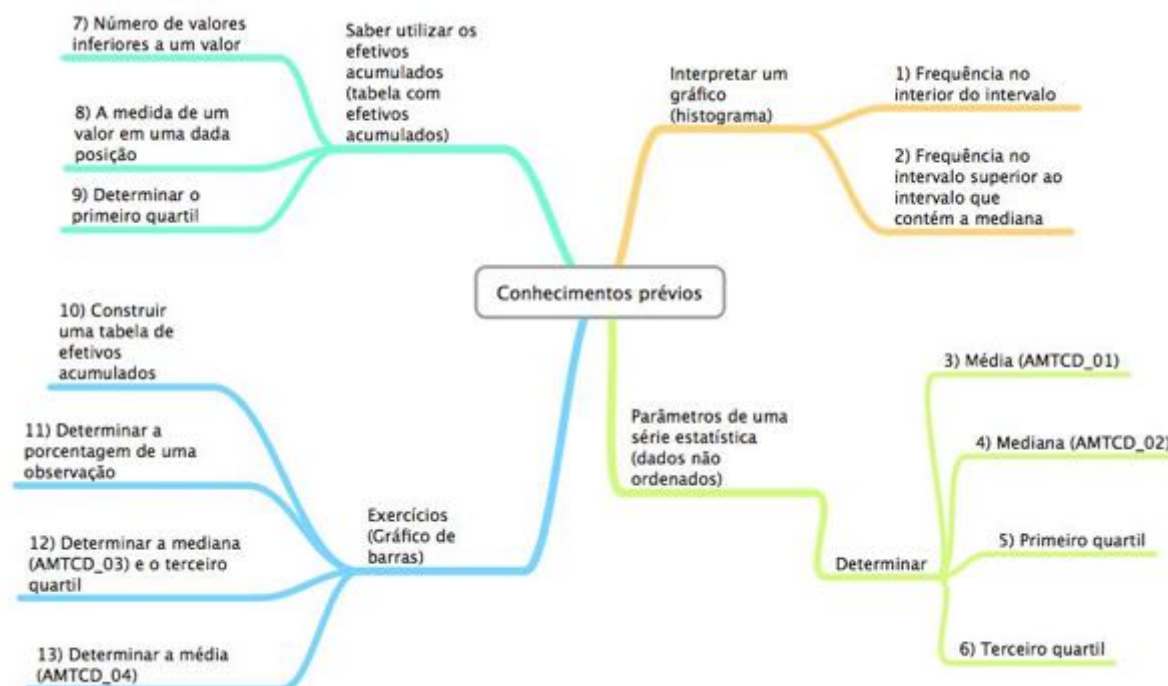 Conhecimentos prévios
Interpretar um
gráfico
(histograma)
1) Frequência no
interior do intervalo
2) Frequência no
intervalo superior ao
intervalo que
contém a mediana
Parâmetros de uma
série estatística
(dados não
ordenados)
Determinar
3) Média (AMTCD_01)
4) Mediana (AMTCD_02)
5) Primeiro quartil
6) Terceiro quartil
Saber utilizar os
efetivos
acumulados
(tabela com
efetivos
acumulados)
7) Número de valores
inferiores a um valor
8) A medida de um
valor em uma dada
posição
9) Determinar o
primeiro quartil
Exercícios
(Gráfico de
barras)
10) Construir
uma tabela de
efetivos
acumulados
11) Determinar a
porcentagem de uma
observação
12) Determinar a mediana
(AMTCD_03) e o terceiro
quartil
13) Determinar a média
(AMTCD_04)